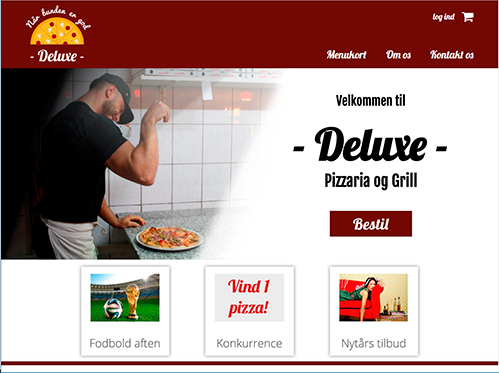 Når bunden er god
- Deluxe -
log ind
Menukort Om os Kontakt os
Velkommen til
- Deluxe -
Pizzaria og Grill
Bestil
Vind 1
pizza!
Fodbold aften
Konkurrence
Nytårs tilbud